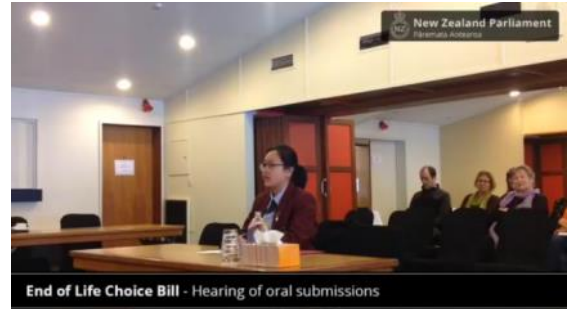 New Zealand Parliament
Pāremata Aotearoa
End of Life Choice Bill - Hearing of oral submissions